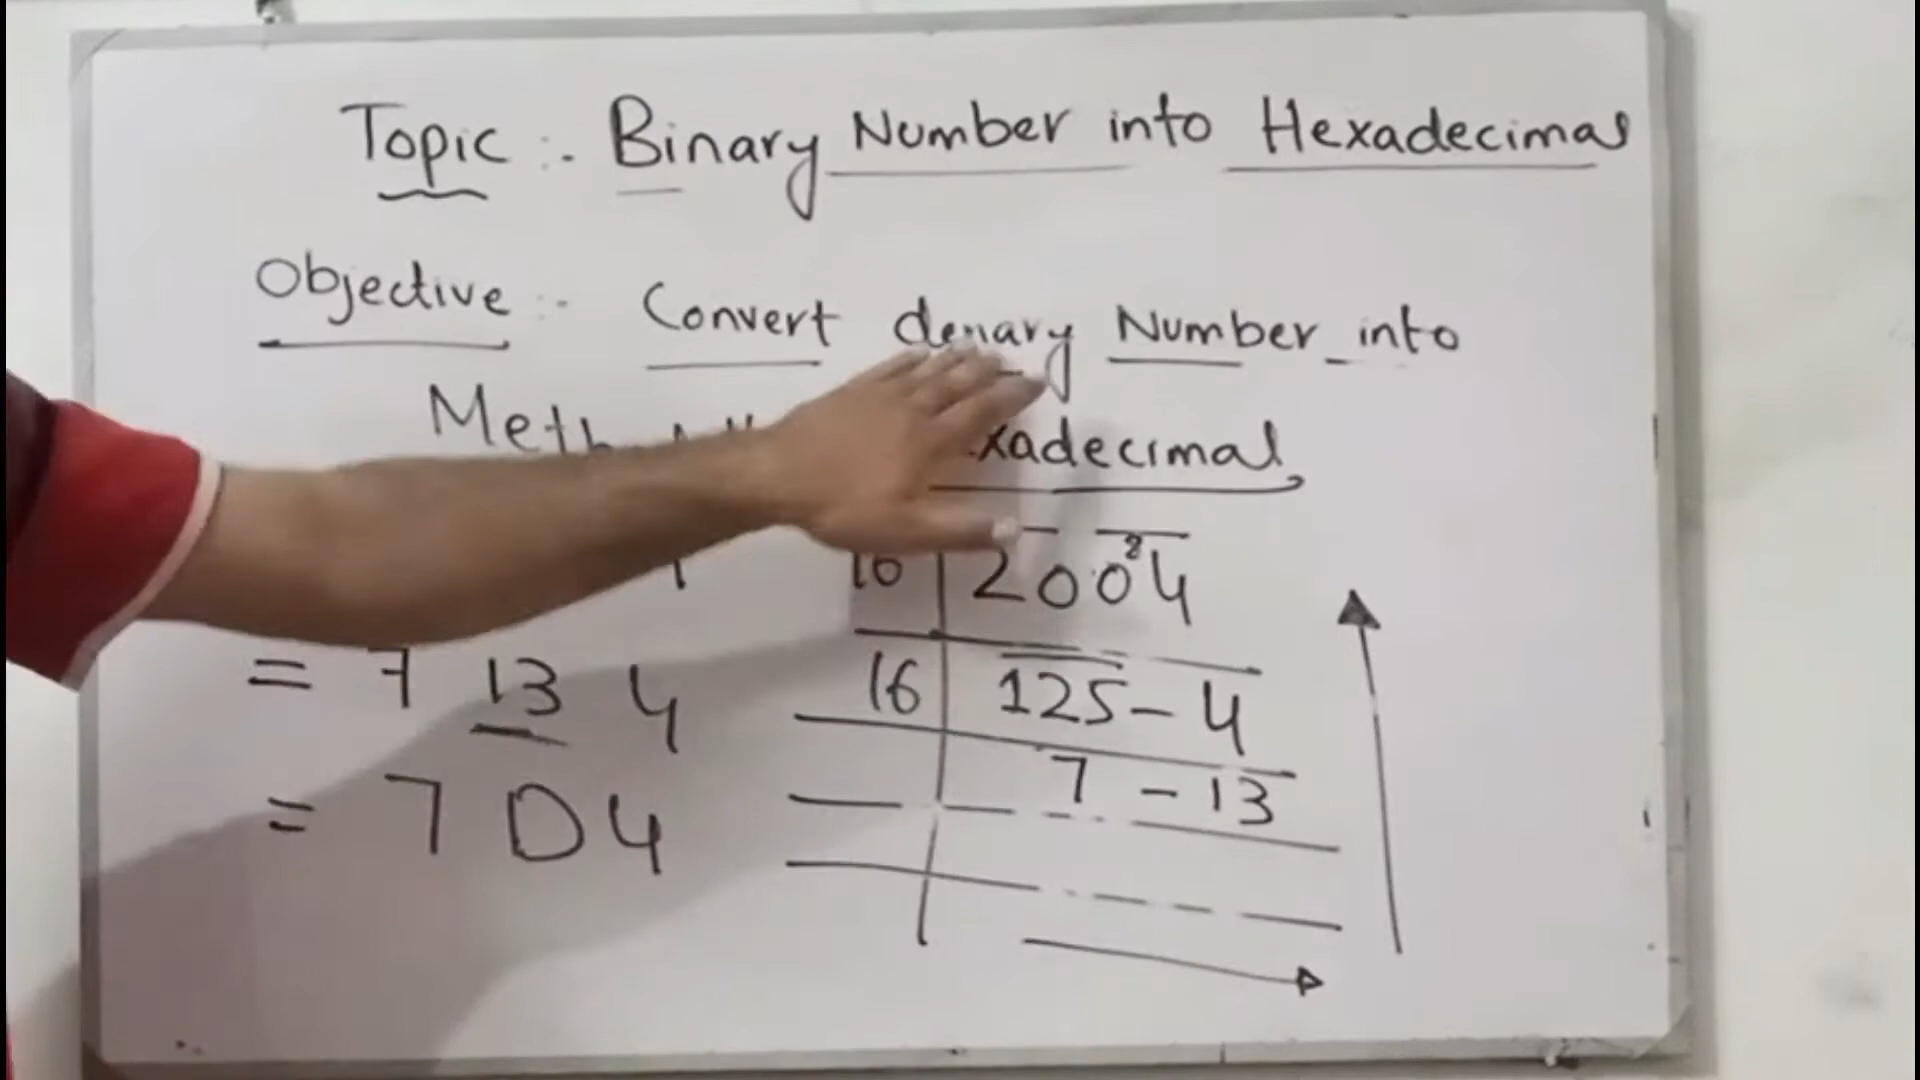 Topic :- Binary Number into Hexadecimal
Objective :- Convert denary Number into
Hexadecimal
16 2004
2
= 7 13 4
16 125 - 4
7 - 13
= 7 D 4